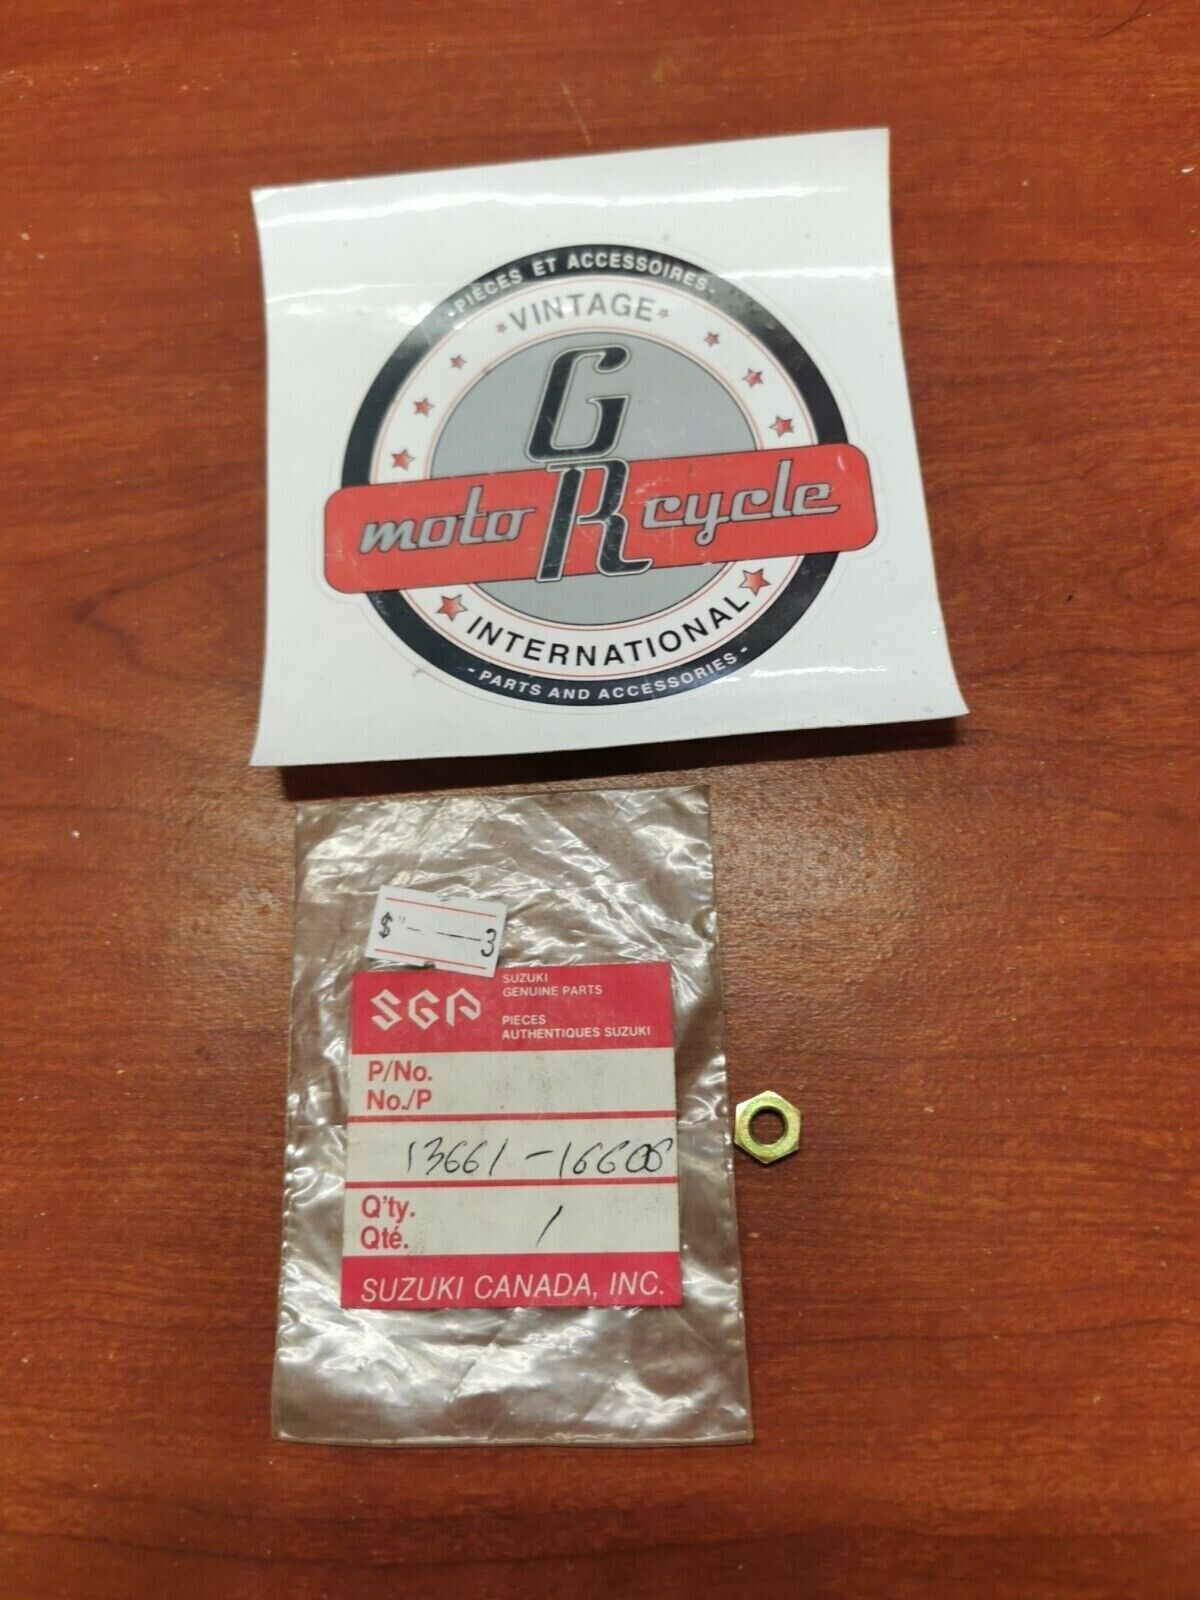 - PIÈCES ET ACCESSOIRES -
VINTAGE
G
moto R cycle
INTERNATIONAL
- PARTS AND ACCESSORIES -
$ 3
SGP
SUZUKI
GENUINE PARTS
PIECES
AUTHENTIQUES SUZUKI
P/No.
No./P
13661-16600
Q'ty.
Qté. 1
SUZUKI CANADA, INC.